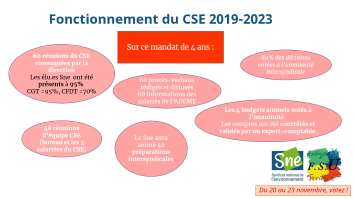 Fonctionnement du CSE 2019-2023
Sur ce mandat de 4 ans :
60 réunions du CSE
convoquées par la
direction
Les élu.es Sne ont été
présents à 95%
CGT =95%, CFDT =70%
80% des décisions
votées à l'unanimité
intersyndicale
60 procès-verbaux
rédigés et diffusés
60 informations des
salariés de l'ADEME
Les 4 budgets annuels votés à
l'unanimité
Les comptes ont été contrôlés et
validés par un expert-comptable.
48 réunions
d'équipe CSE
(bureau et les 3
salariées du CSE)
Le Sne aura
animé 42
préparations
intersyndicales
Sne
Syndicat national de
l'environnement
F.S.U
Du 20 au 23 novembre, votez !